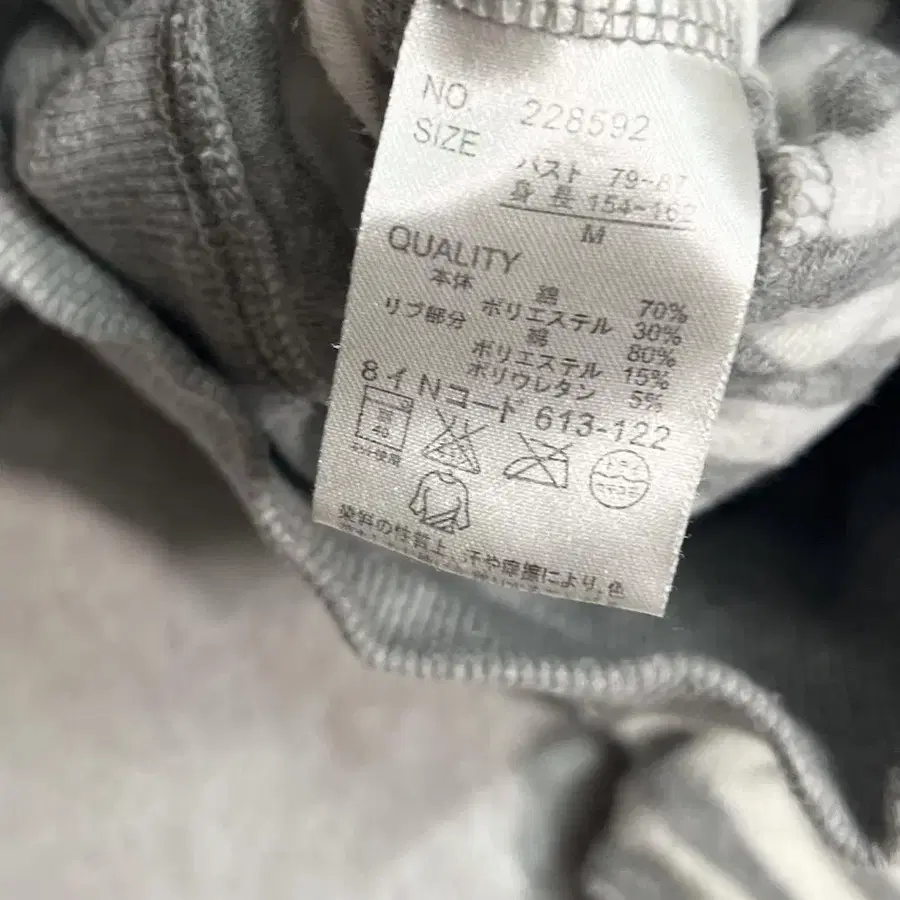 NO. 228592
SIZE
バスト 79~87
身長 154~162
M
QUALITY
本体 綿 70%
ポリエステル 30%
リブ部分 綿 80%
ポリエステル 15%
ポリウレタン 5%
8イNコード 613-122
ドライ
染料の性質上、汗や摩擦により、色